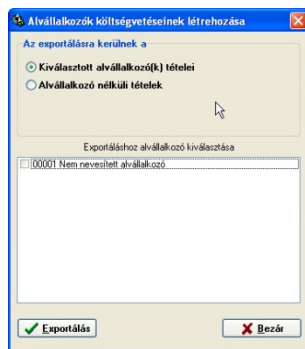 Alvállalkozók költségvetéseinek létrehozása
Az exportálásra kerülnek a
Kiválasztott alvállalkozó(k) tételei
Alvállalkozó nélküli tételek
Exportáláshoz alvállalkozó kiválasztása
00001 Nem nevesített alvállalkozó
Exportálás
Bezár